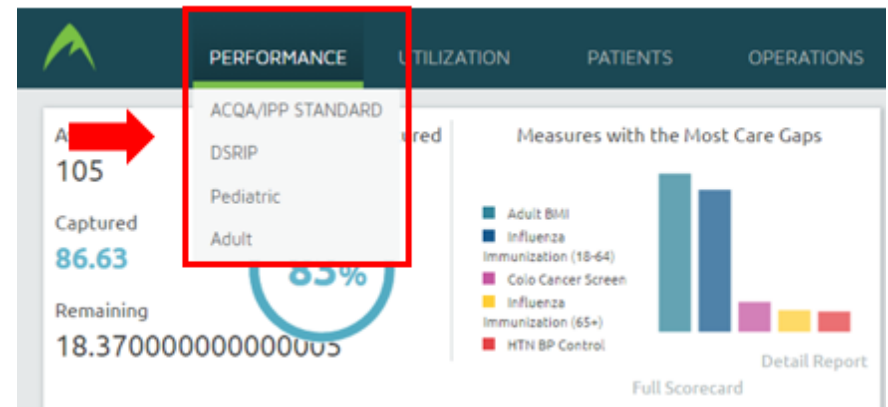 PERFORMANCE UTILIZATION PATIENTS OPERATIONS
ACQA/IPP STANDARD
DSRIP
Pediatric
Adult
105
Captured
86.63
83%
Remaining
18.370000000000005
Measures with the Most Care Gaps
Adult BMI
Influenza
Immunization (18-64)
Colo Cancer Screen
Influenza
Immunization (65+)
HTN BP Control
Detail Report
Full Scorecard